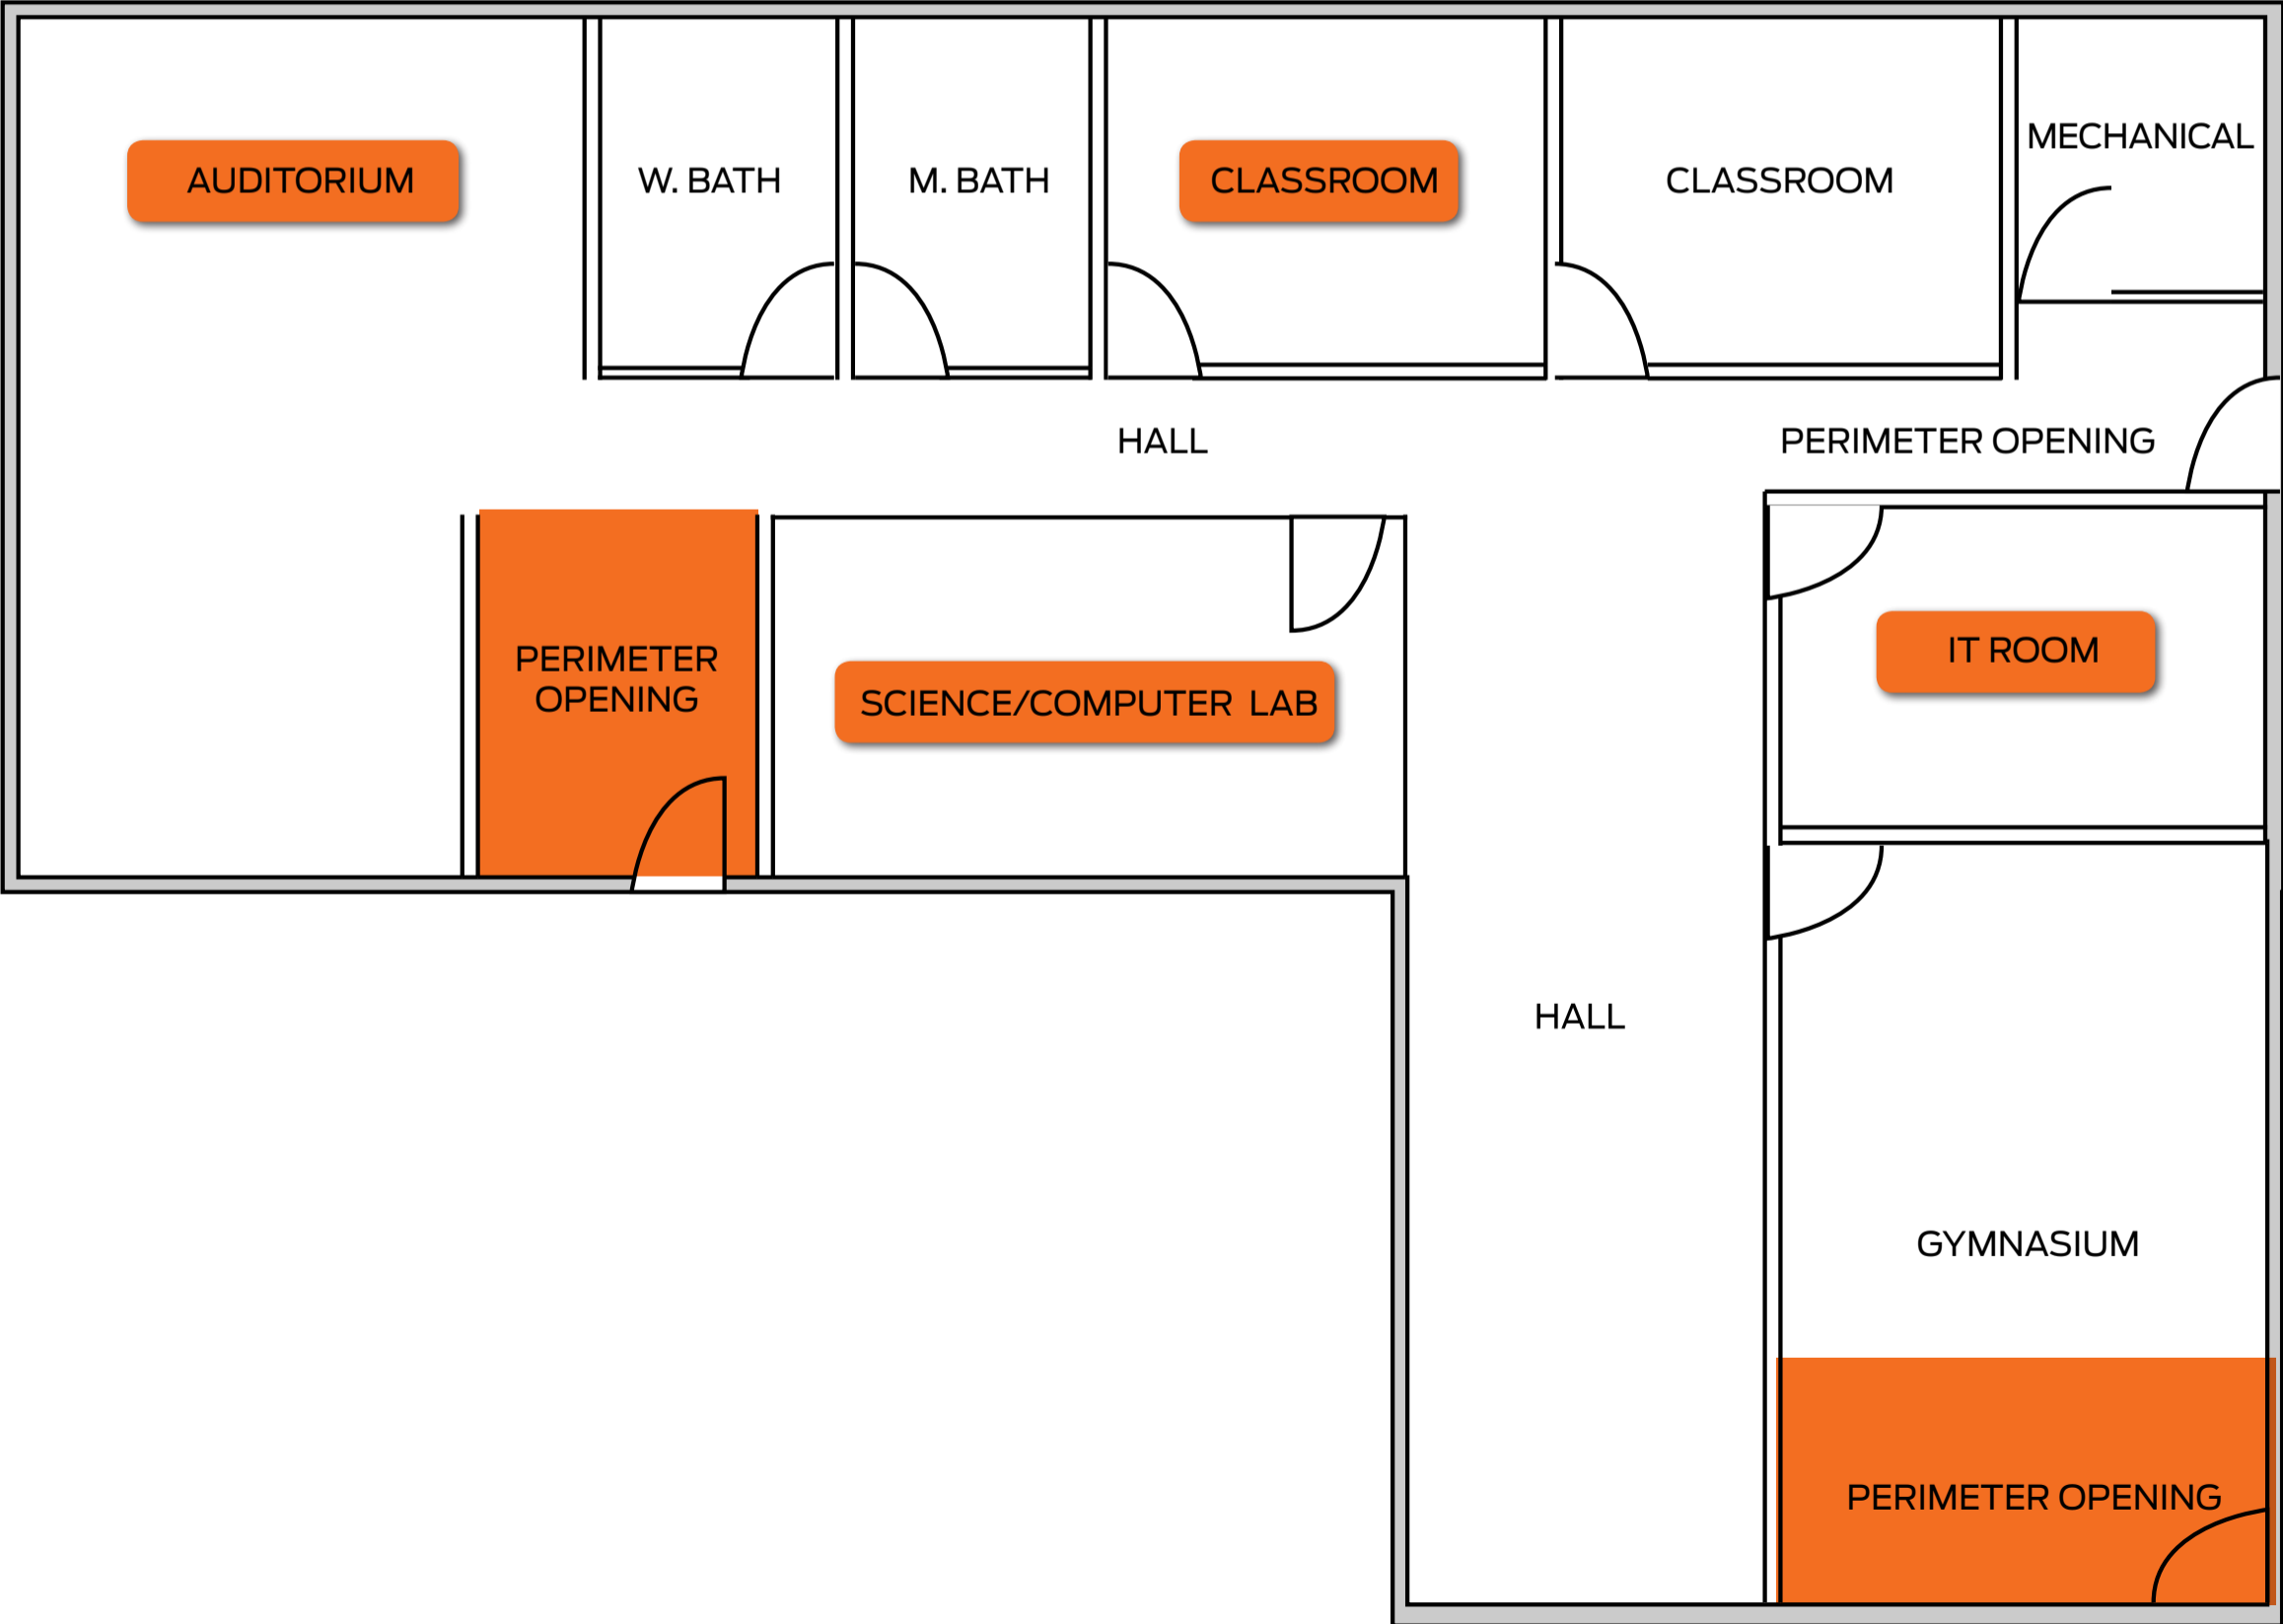 MECHANICAL
AUDITORIUM
W. BATH
M. BATH
CLASSROOM
CLASSROOM
HALL
PERIMETER OPENING
PERIMETER
OPENING
SCIENCE/COMPUTER LAB
IT ROOM
HALL
GYMNASIUM
PERIMETER OPENING